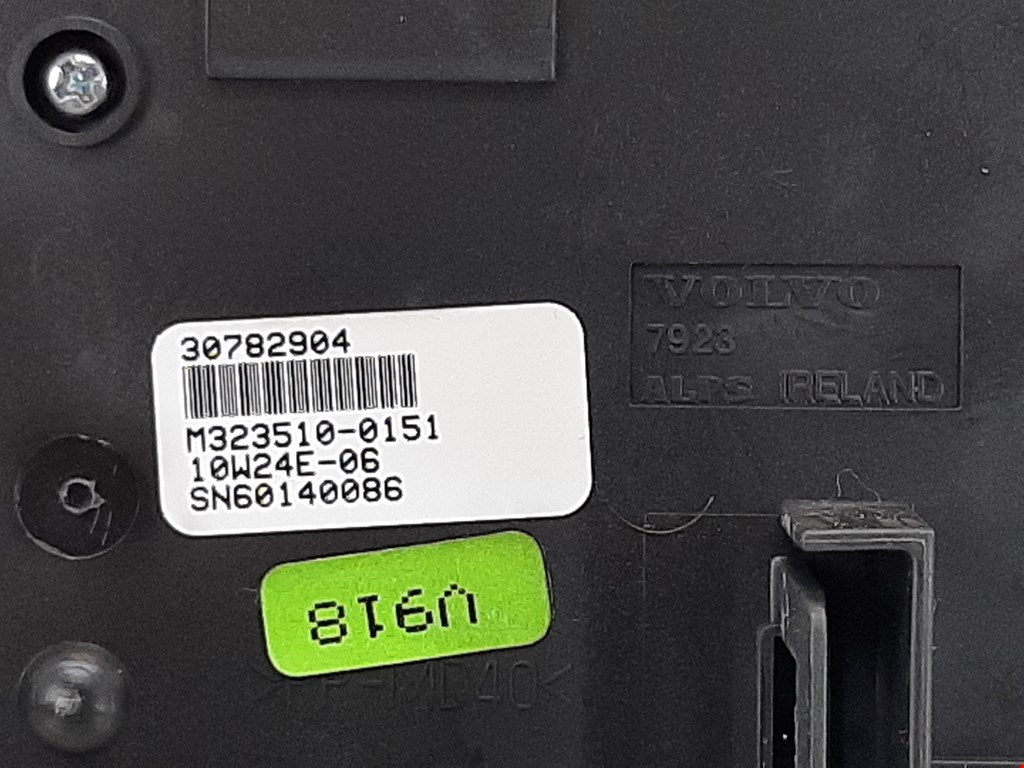 VOLVO
7923
ALPS IRELAND
30782904
M323510-0151
10W24E-06
SN60140086
U918
>PP-MD40<